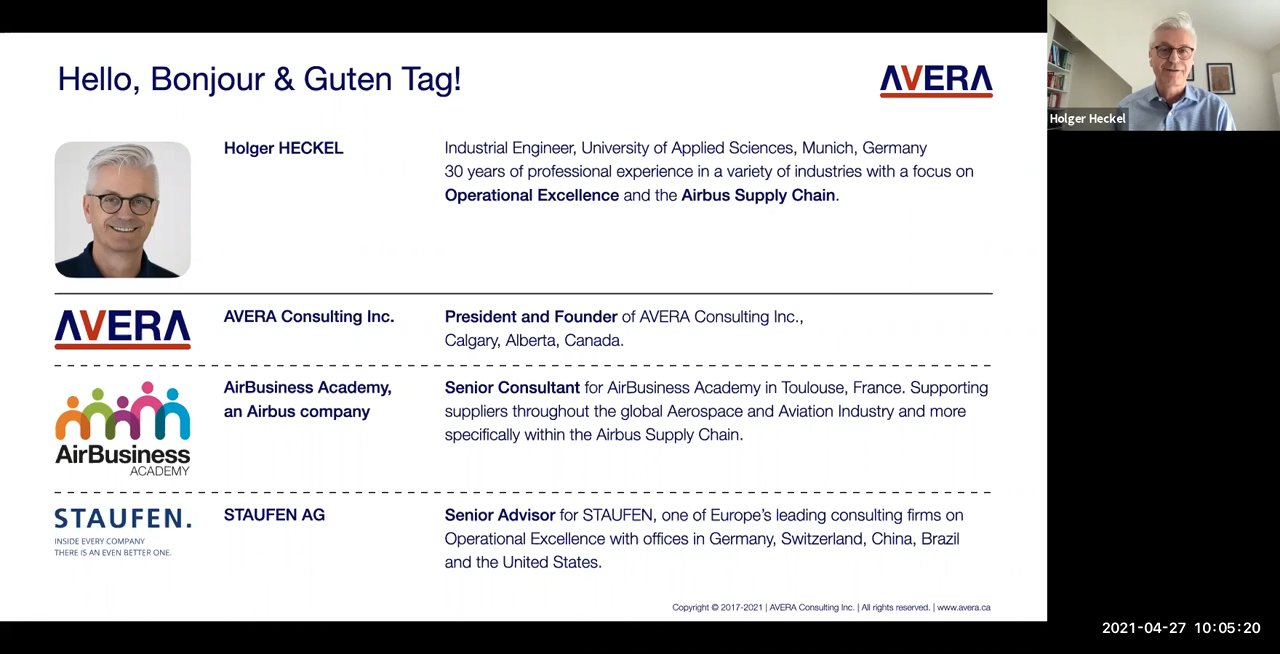 Hello, Bonjour & Guten Tag!
AVERA
Holger Heckel
Holger HECKEL
Industrial Engineer, University of Applied Sciences, Munich, Germany
30 years of professional experience in a variety of industries with a focus on
Operational Excellence and the Airbus Supply Chain.
AVERA
AVERA Consulting Inc.
President and Founder of AVERA Consulting Inc.,
Calgary, Alberta, Canada.
AirBusiness
ACADEMY
AirBusiness Academy,
an Airbus company
Senior Consultant for AirBusiness Academy in Toulouse, France. Supporting
suppliers throughout the global Aerospace and Aviation Industry and more
specifically within the Airbus Supply Chain.
STAUFEN.
INSIDE EVERY COMPANY
THERE IS AN EVEN BETTER ONE.
STAUFEN AG
Senior Advisor for STAUFEN, one of Europe's leading consulting firms on
Operational Excellence with offices in Germany, Switzerland, China, Brazil
and the United States.
Copyright © 2017-2021 | AVERA Consulting Inc. | All rights reserved. | www.avera.ca
2021-04-27 10:05:20